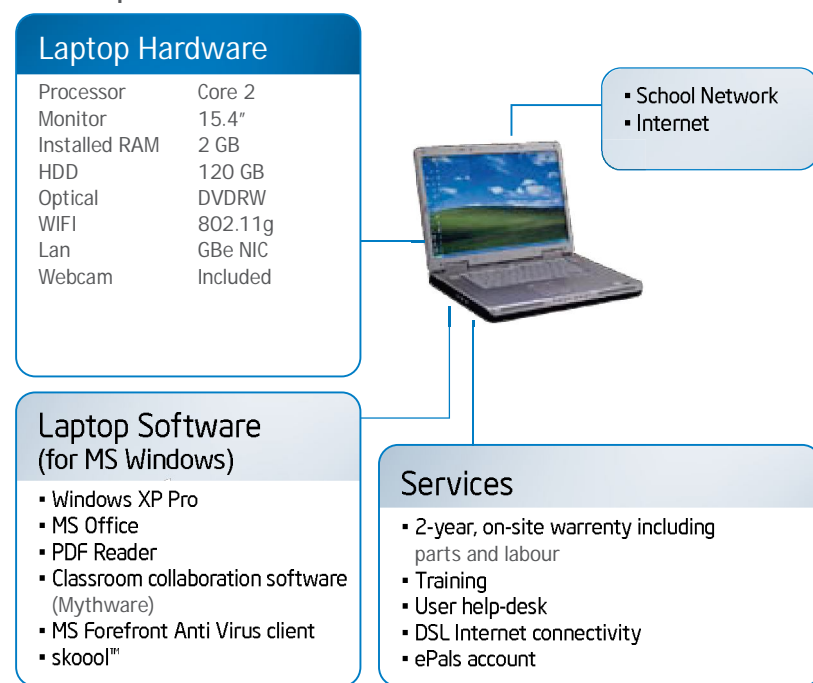 Laptop Hardware
Processor Core 2
Monitor 15.4"
Installed RAM 2 GB
HDD 120 GB
Optical DVDRW
WIFI 802.11g
Lan GBe NIC
Webcam Included
▪ School Network
▪ Internet
Laptop Software
(for MS Windows)
▪ Windows XP Pro
▪ MS Office
▪ PDF Reader
▪ Classroom collaboration software
(Mythware)
▪ MS Forefront Anti Virus client
▪ skoool™
Services
▪ 2-year, on-site warrenty including
parts and labour
▪ Training
▪ User help-desk
▪ DSL Internet connectivity
▪ ePals account